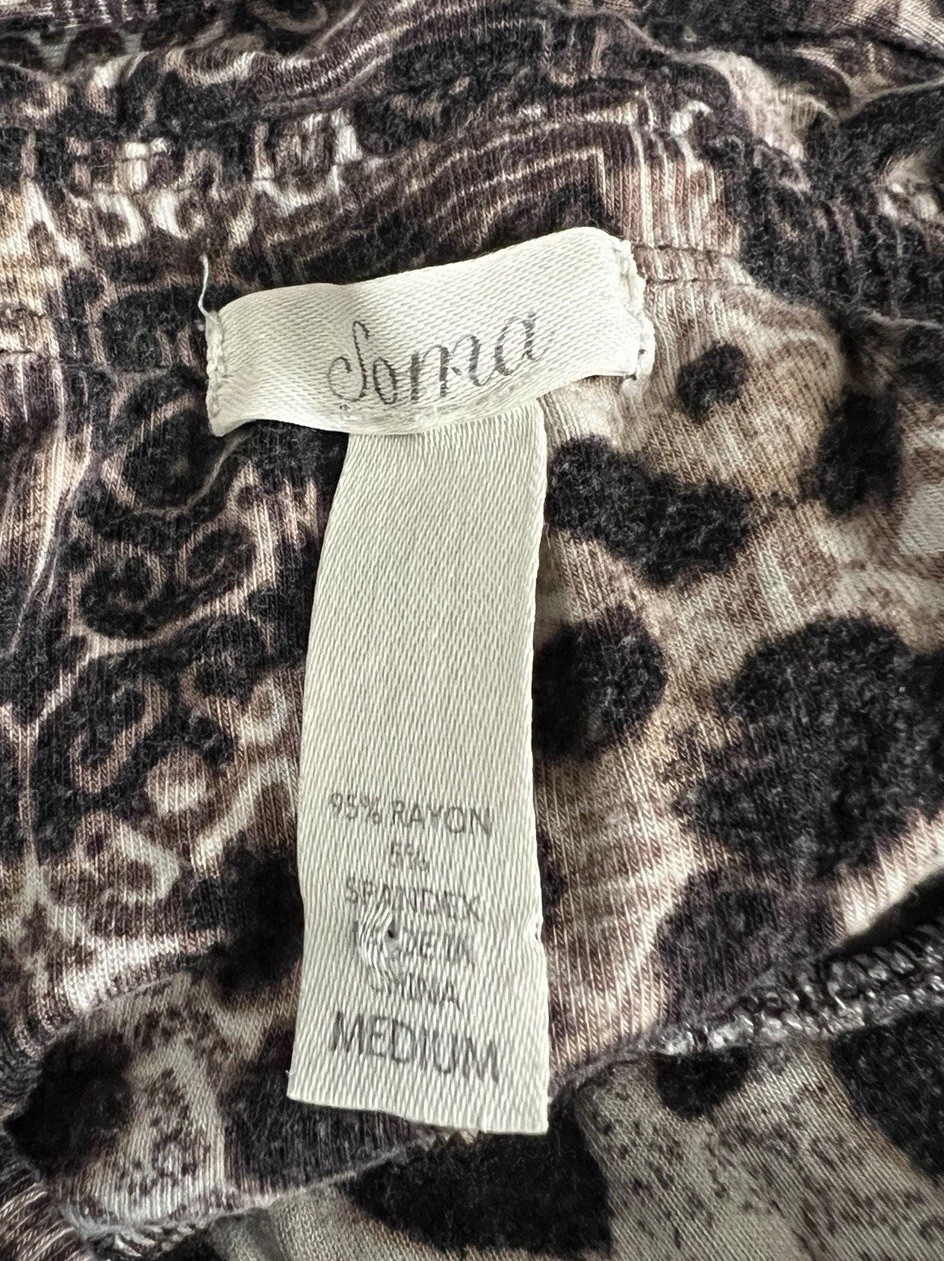 Soma
95% RAYON
5%
SPANDEX
CHINA
MEDIUM